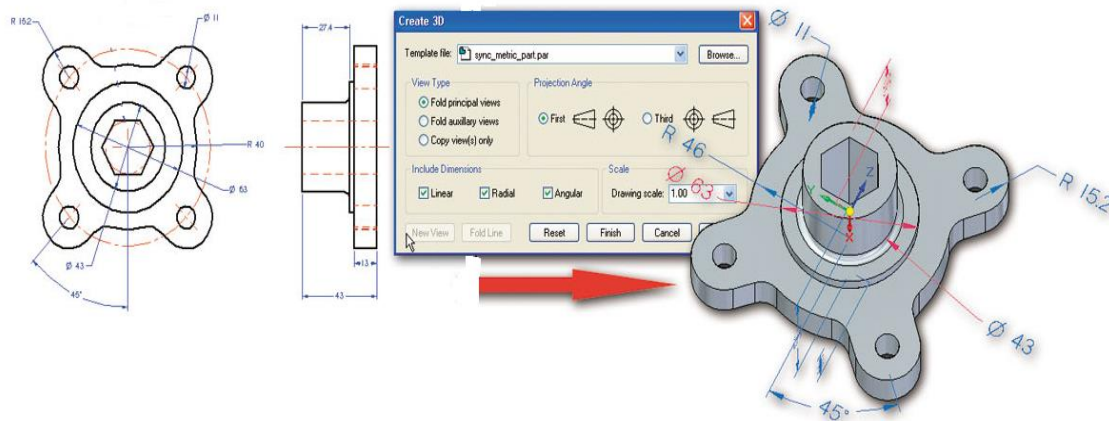 R 15.2
Ø 11
R 40
Ø 63
Ø 43
45°
27.4
13
43
Create 3D
Template file: sync_metric_part.par Browse...
View Type
Fold principal views
Fold auxillary views
Copy view(s) only
Projection Angle
First Third
Include Dimensions
Linear Radial Angular
Scale
Drawing scale: 1.00
New View Fold Line Reset Finish Cancel
Ø 11
R 46
Ø 63
R 15.2
Ø 43
45°
Z
Y
X